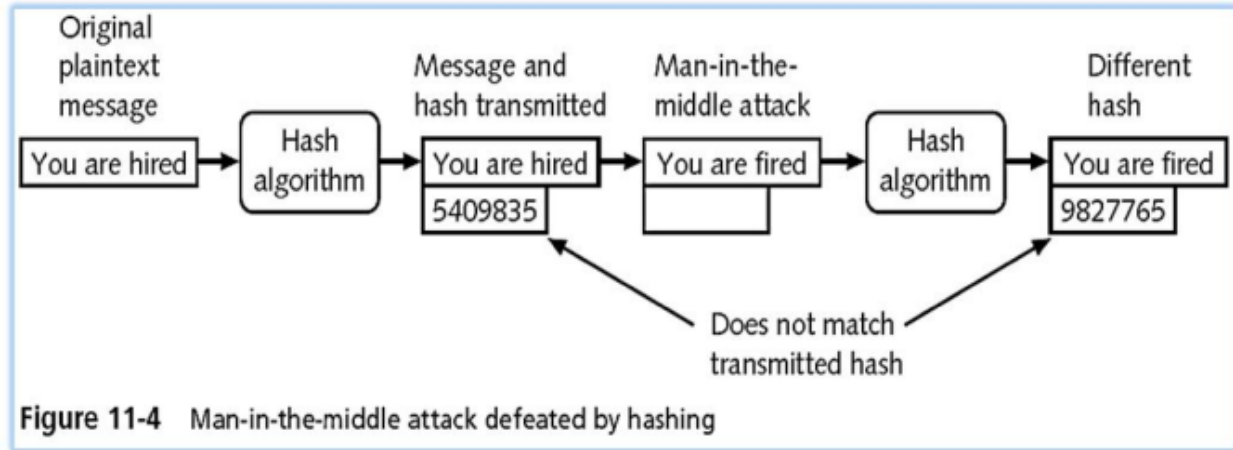 Original
plaintext
message
Message and
hash transmitted
Man-in-the-
middle attack
Different
hash
You are hired
Hash
algorithm
You are hired
5409835
You are fired
Hash
algorithm
You are fired
9827765
Does not match
transmitted hash
Figure 11-4 Man-in-the-middle attack defeated by hashing